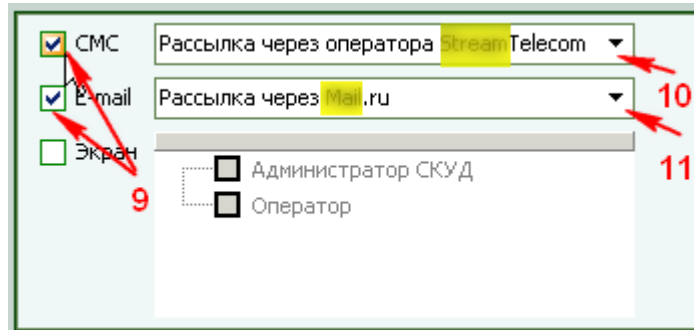 СМС Рассылка через оператора StreamTelecom
10
E-mail Рассылка через Mail.ru
11
Экран
9
Администратор СКУД
Оператор